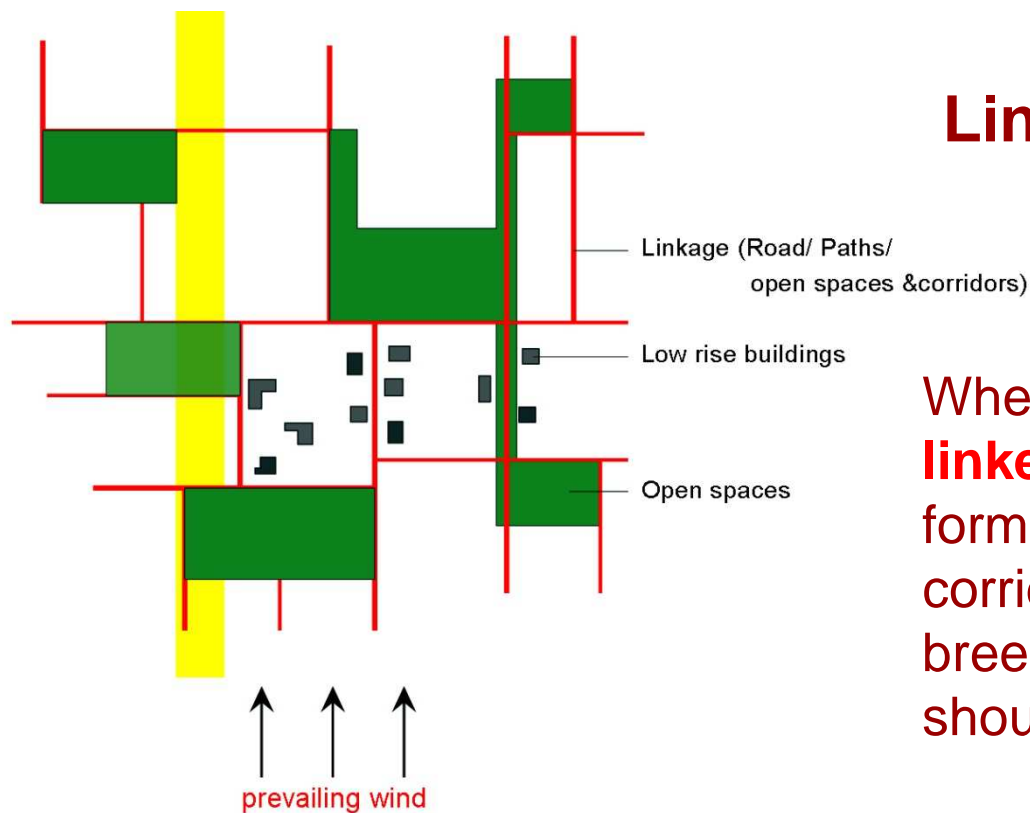 Lin
Linkage (Road/ Paths/
open spaces &corridors)
Low rise buildings
Open spaces
prevailing wind
Whe
linke
form
corri
bree
shou